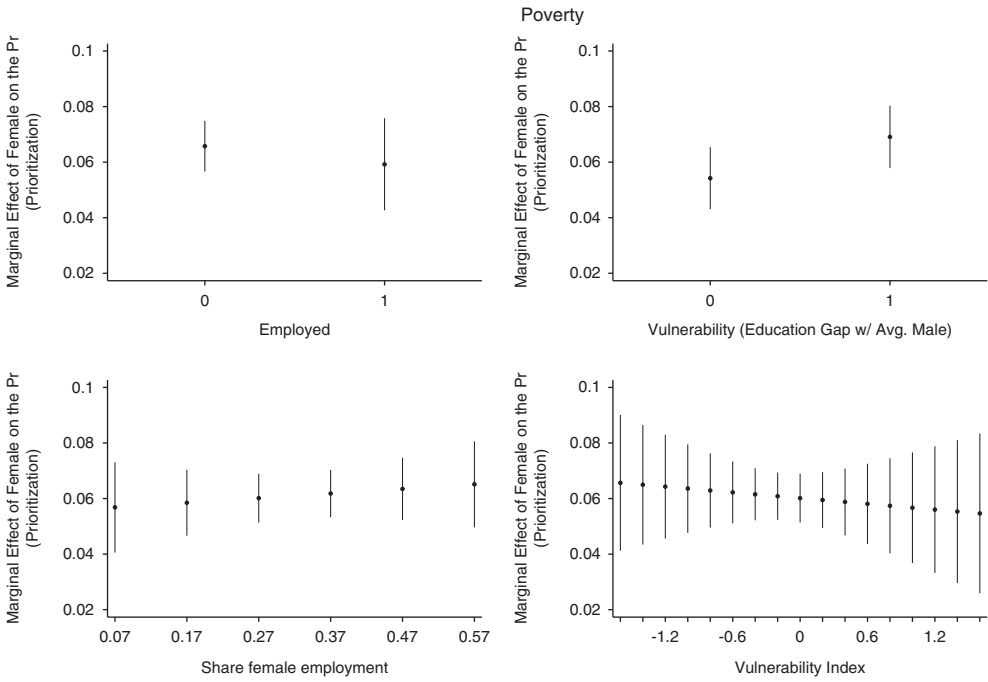 Poverty
Marginal Effect of Female on the Pr
(Prioritization)
0.1
0.08
0.06
0.04
0.02
0
1
Employed
Marginal Effect of Female on the Pr
(Prioritization)
0.1
0.08
0.06
0.04
0.02
0
1
Vulnerability (Education Gap w/ Avg. Male)
Marginal Effect of Female on the Pr
(Prioritization)
0.1
0.08
0.06
0.04
0.02
0.07 0.17 0.27 0.37 0.47 0.57
Share female employment
Marginal Effect of Female on the Pr
(Prioritization)
0.1
0.08
0.06
0.04
0.02
-1.2 -0.6 0 0.6 1.2
Vulnerability Index